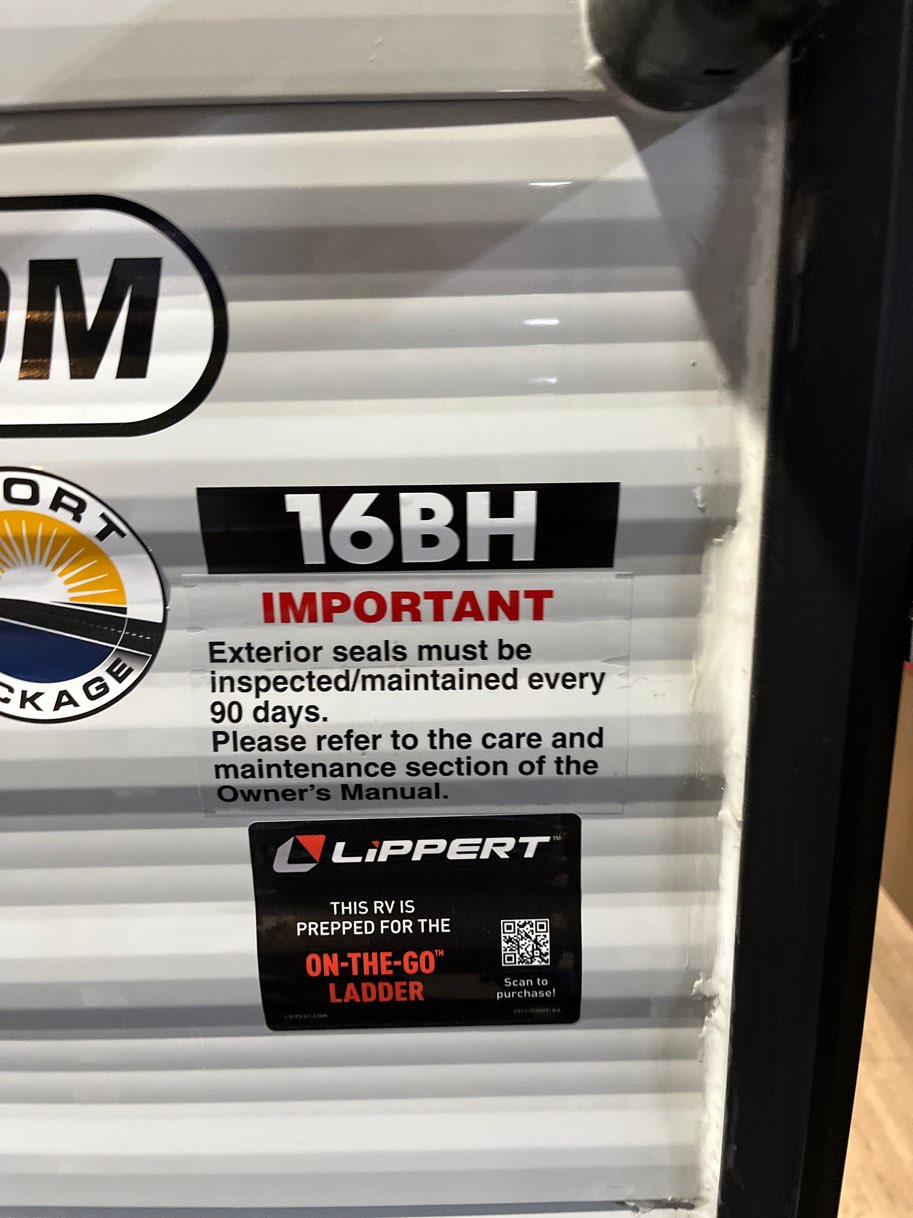 OM
ORT
CKAGE
16BH
IMPORTANT
Exterior seals must be
inspected/maintained every
90 days.
Please refer to the care and
maintenance section of the
Owner's Manual.
LiPPERT™
THIS RV IS
PREPPED FOR THE
ON-THE-GO™
LADDER
Scan to
purchase!
LIPPERT.COM